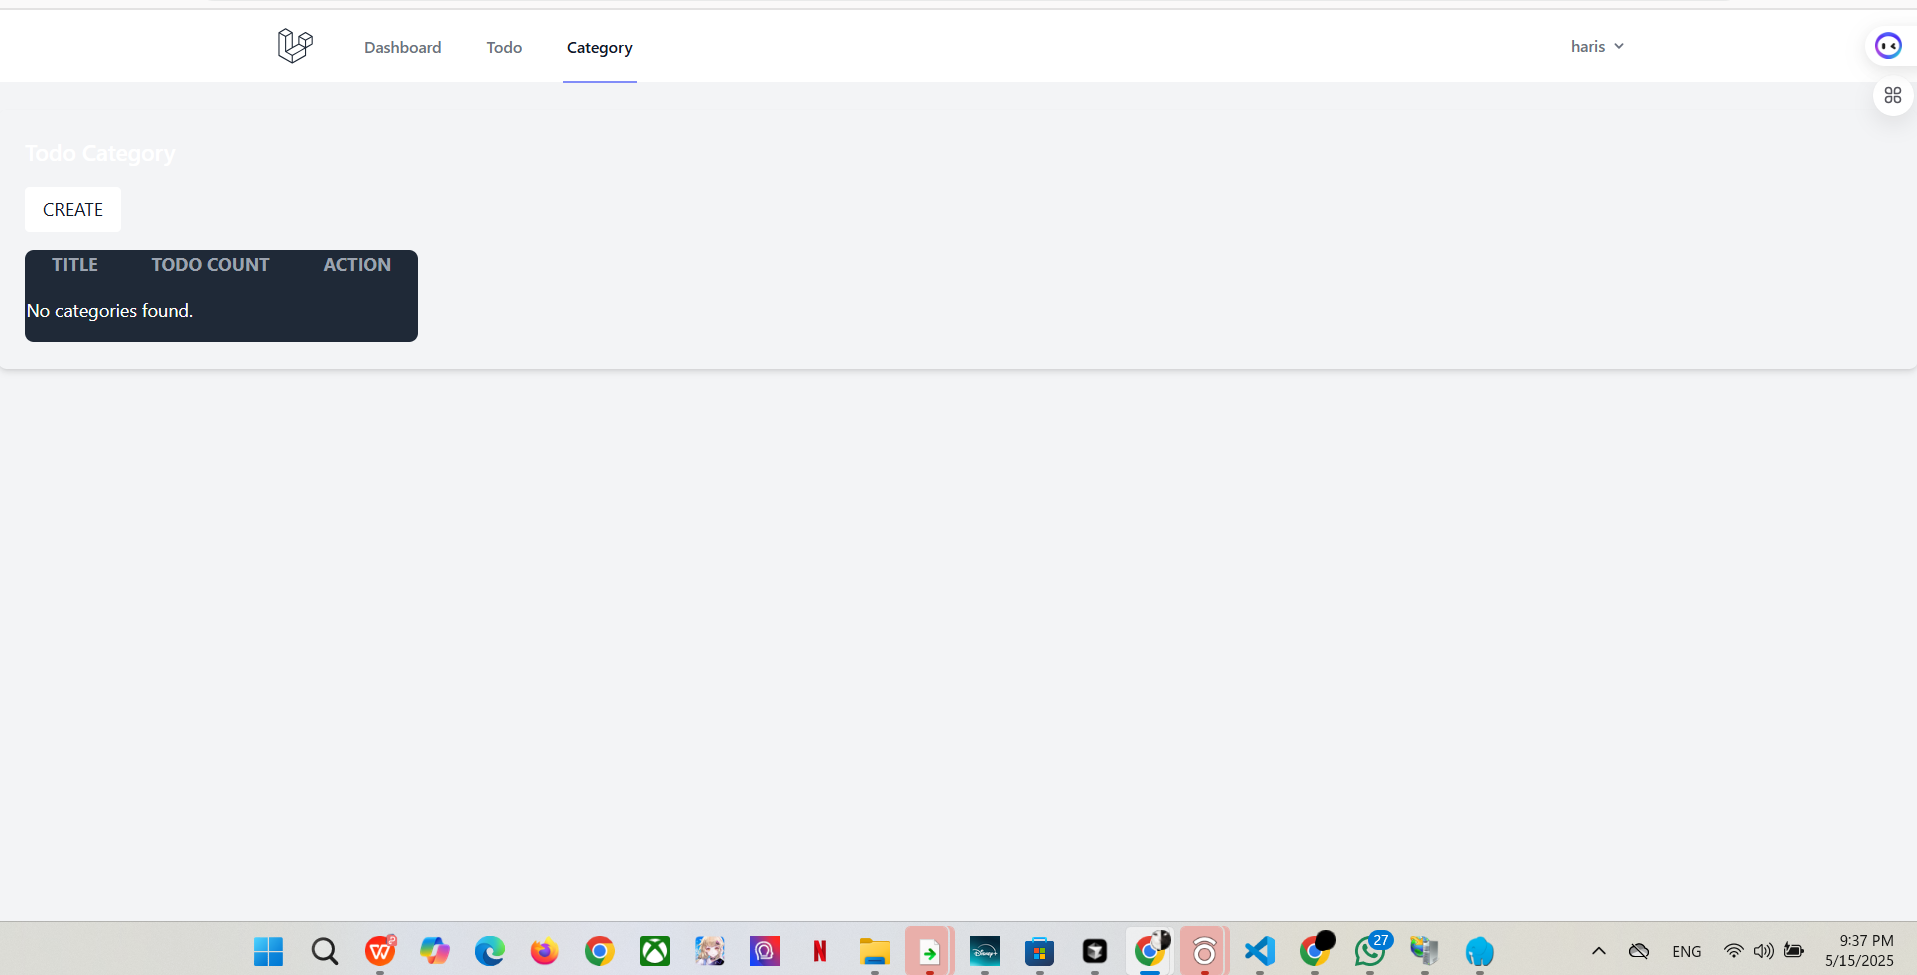 Dashboard Todo Category haris
Todo Category
CREATE
TITLE TODO COUNT ACTION
No categories found.
W N Disney+ 27 ENG 9:37 PM
5/15/2025